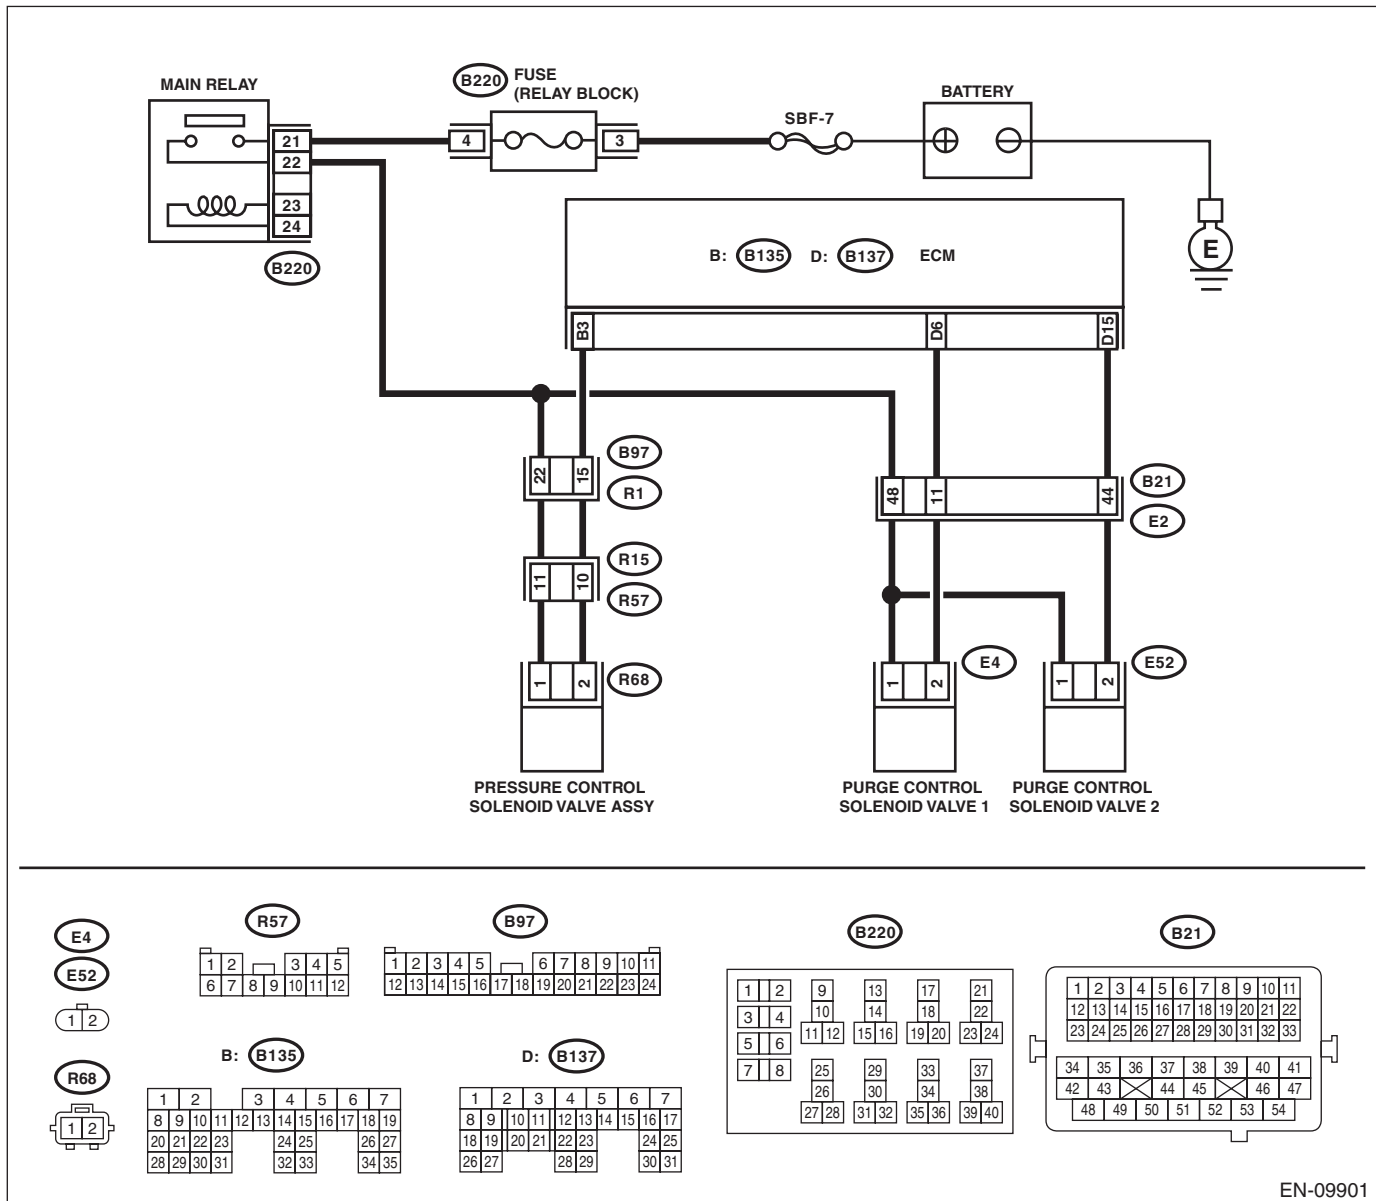 MAIN RELAY
B220 FUSE
(RELAY BLOCK)
BATTERY
SBF-7
21
22
23
24
4
3
B220
E
B: B135 D: B137 ECM
B3
D6
D15
22
15
B97
R1
48
11
44
B21
E2
11
10
R15
R57
1
2
R68
1
2
E4
1
2
E52
PRESSURE CONTROL
SOLENOID VALVE ASSY
PURGE CONTROL
SOLENOID VALVE 1
PURGE CONTROL
SOLENOID VALVE 2
E4
E52
1 2
R68
1 2
R57
1 2 3 4 5
6 7 8 9 10 11 12
B97
1 2 3 4 5 6 7 8 9 10 11
12 13 14 15 16 17 18 19 20 21 22 23 24
B: B135
1 2 3 4 5 6 7
8 9 10 11 12 13 14 15 16 17 18 19
20 21 22 23 24 25 26 27
28 29 30 31 32 33 34 35
D: B137
1 2 3 4 5 6 7
8 9 10 11 12 13 14 15 16 17
18 19 20 21 22 23 24 25
26 27 28 29 30 31
B220
1 2 9 13 17 21
3 4 10 14 18 22
11 12 15 16 19 20 23 24
5 6
7 8 25 29 33 37
26 30 34 38
27 28 31 32 35 36 39 40
B21
1 2 3 4 5 6 7 8 9 10 11
12 13 14 15 16 17 18 19 20 21 22
23 24 25 26 27 28 29 30 31 32 33
34 35 36 37 38 39 40 41
42 43 44 45 46 47
48 49 50 51 52 53 54
EN-09901